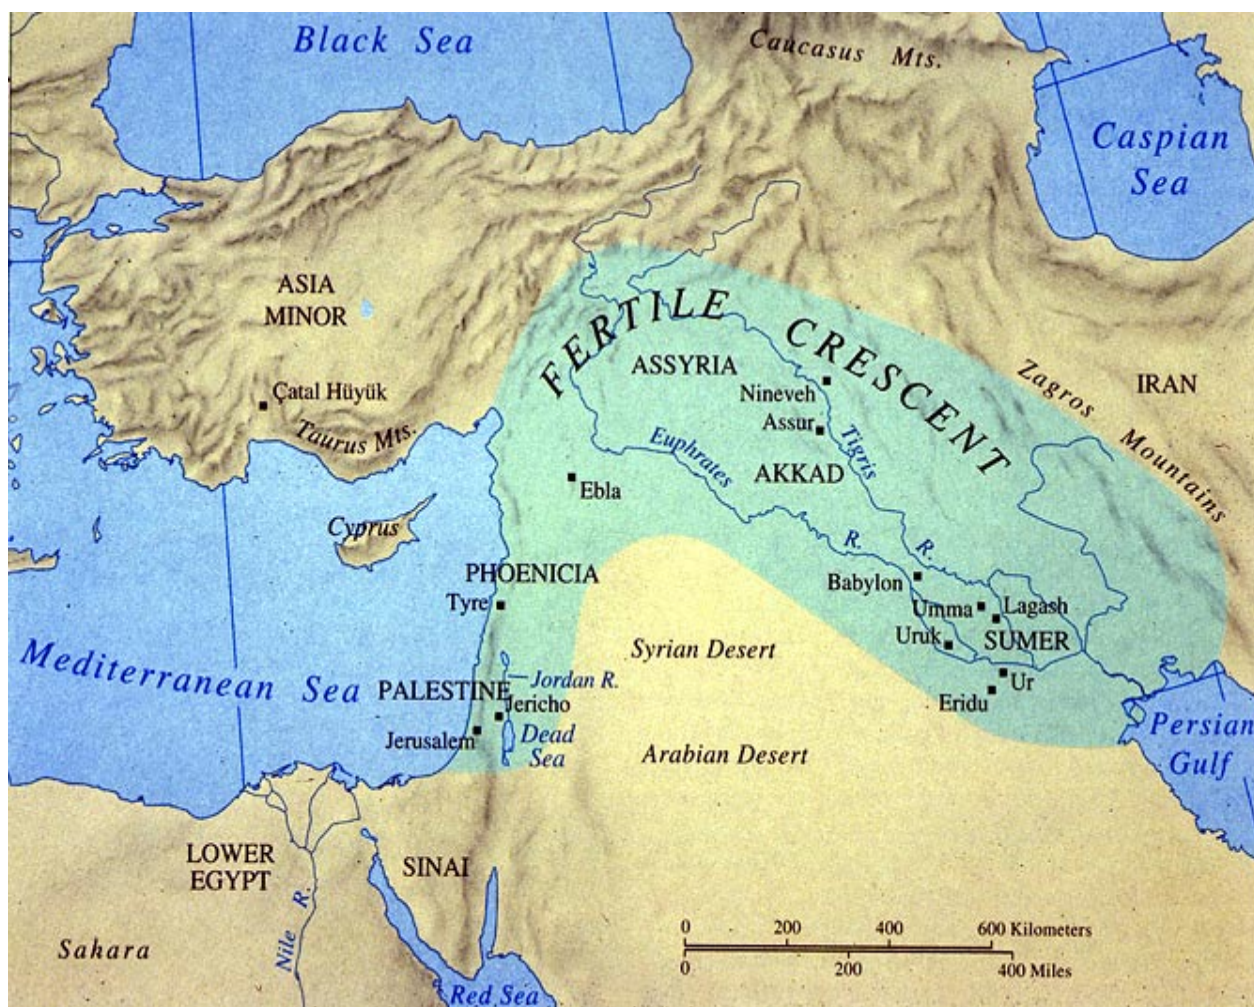 Black Sea
Caucasus Mts.
Caspian
Sea
ASIA
MINOR
FERTILE CRESCENT
ASSYRIA
Nineveh
Assur
Tigris
R.
Zagros Mountains
IRAN
Çatal Hüyük
Taurus Mts.
Euphrates
R.
AKKAD
Ebla
Cyprus
PHOENICIA
Tyre
Babylon
Umma
Lagash
Uruk
SUMER
Ur
Eridu
Syrian Desert
Mediterranean Sea
PALESTINE
Jordan R.
Jericho
Jerusalem
Dead
Sea
Arabian Desert
Persian
Gulf
LOWER
EGYPT
SINAI
Nile R.
Sahara
Red Sea
0 200 400 600 Kilometers
0 200 400 Miles